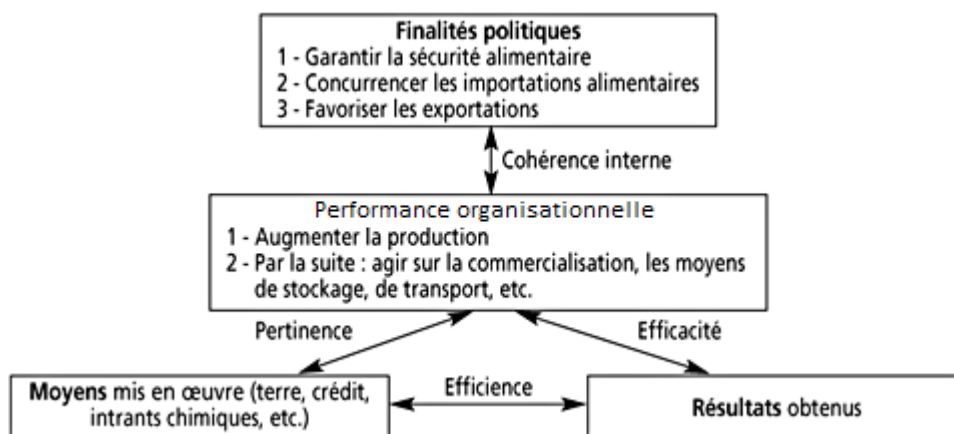 Finalités politiques
1 - Garantir la sécurité alimentaire
2 - Concurrencer les importations alimentaires
3 - Favoriser les exportations
Cohérence interne
Performance organisationnelle
1 - Augmenter la production
2 - Par la suite : agir sur la commercialisation, les moyens
de stockage, de transport, etc.
Pertinence
Efficacité
Moyens mis en œuvre (terre, crédit,
intrants chimiques, etc.)
Efficience
Résultats obtenus